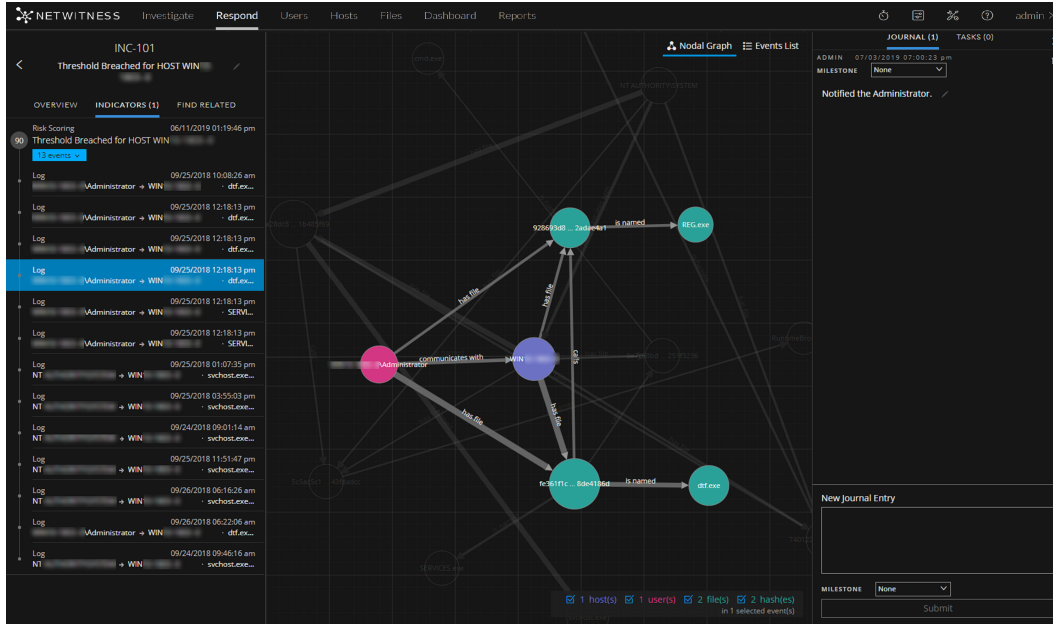 NETWITNESS Investigate Respond Users Hosts Files Dashboard Reports admin
INC-101
Threshold Breached for HOST WIN
OVERVIEW INDICATORS (1) FIND RELATED
Risk Scoring 06/11/2019 01:19:46 pm
90 Threshold Breached for HOST WIN
13 events
Log 09/25/2018 10:08:26 am
\Administrator → WIN · dtf.ex...
Log 09/25/2018 12:18:13 pm
\Administrator → WIN · dtf.ex...
Log 09/25/2018 12:18:13 pm
\Administrator → WIN · dtf.ex...
Log 09/25/2018 12:18:13 pm
\Administrator → WIN · dtf.ex...
Log 09/25/2018 12:18:13 pm
\Administrator → WIN · SERVI...
Log 09/25/2018 12:18:13 pm
\Administrator → WIN · SERVI...
Log 09/25/2018 01:07:35 pm
NT → WIN · svchost.exe...
Log 09/25/2018 03:55:03 pm
NT → WIN · svchost.exe...
Log 09/24/2018 09:01:14 am
NT → WIN · svchost.exe...
Log 09/25/2018 11:51:47 pm
NT → WIN · svchost.exe...
Log 09/26/2018 06:16:26 am
NT → WIN · svchost.exe...
Log 09/26/2018 06:22:06 am
\Administrator → WIN · dtf.ex...
Log 09/24/2018 09:46:16 am
NT → WIN · svchost.exe...
Nodal Graph Events List
cmd.exe
NT AUTHORITY\SYSTEM
928693d8 ... 2adae4a1
is named
REG.exe
has file
has file
calls
\Administrator
communicates with
WIN
has file
has file
fe361f1c ... 8de4186d
is named
dtf.exe
SERVICES.exe
1 host(s) 1 user(s) 2 file(s) 2 hash(es)
in 1 selected event(s)
JOURNAL (1) TASKS (0)
ADMIN 07/03/2019 07:00:23 pm
MILESTONE None
Notified the Administrator.
New Journal Entry
MILESTONE None
Submit